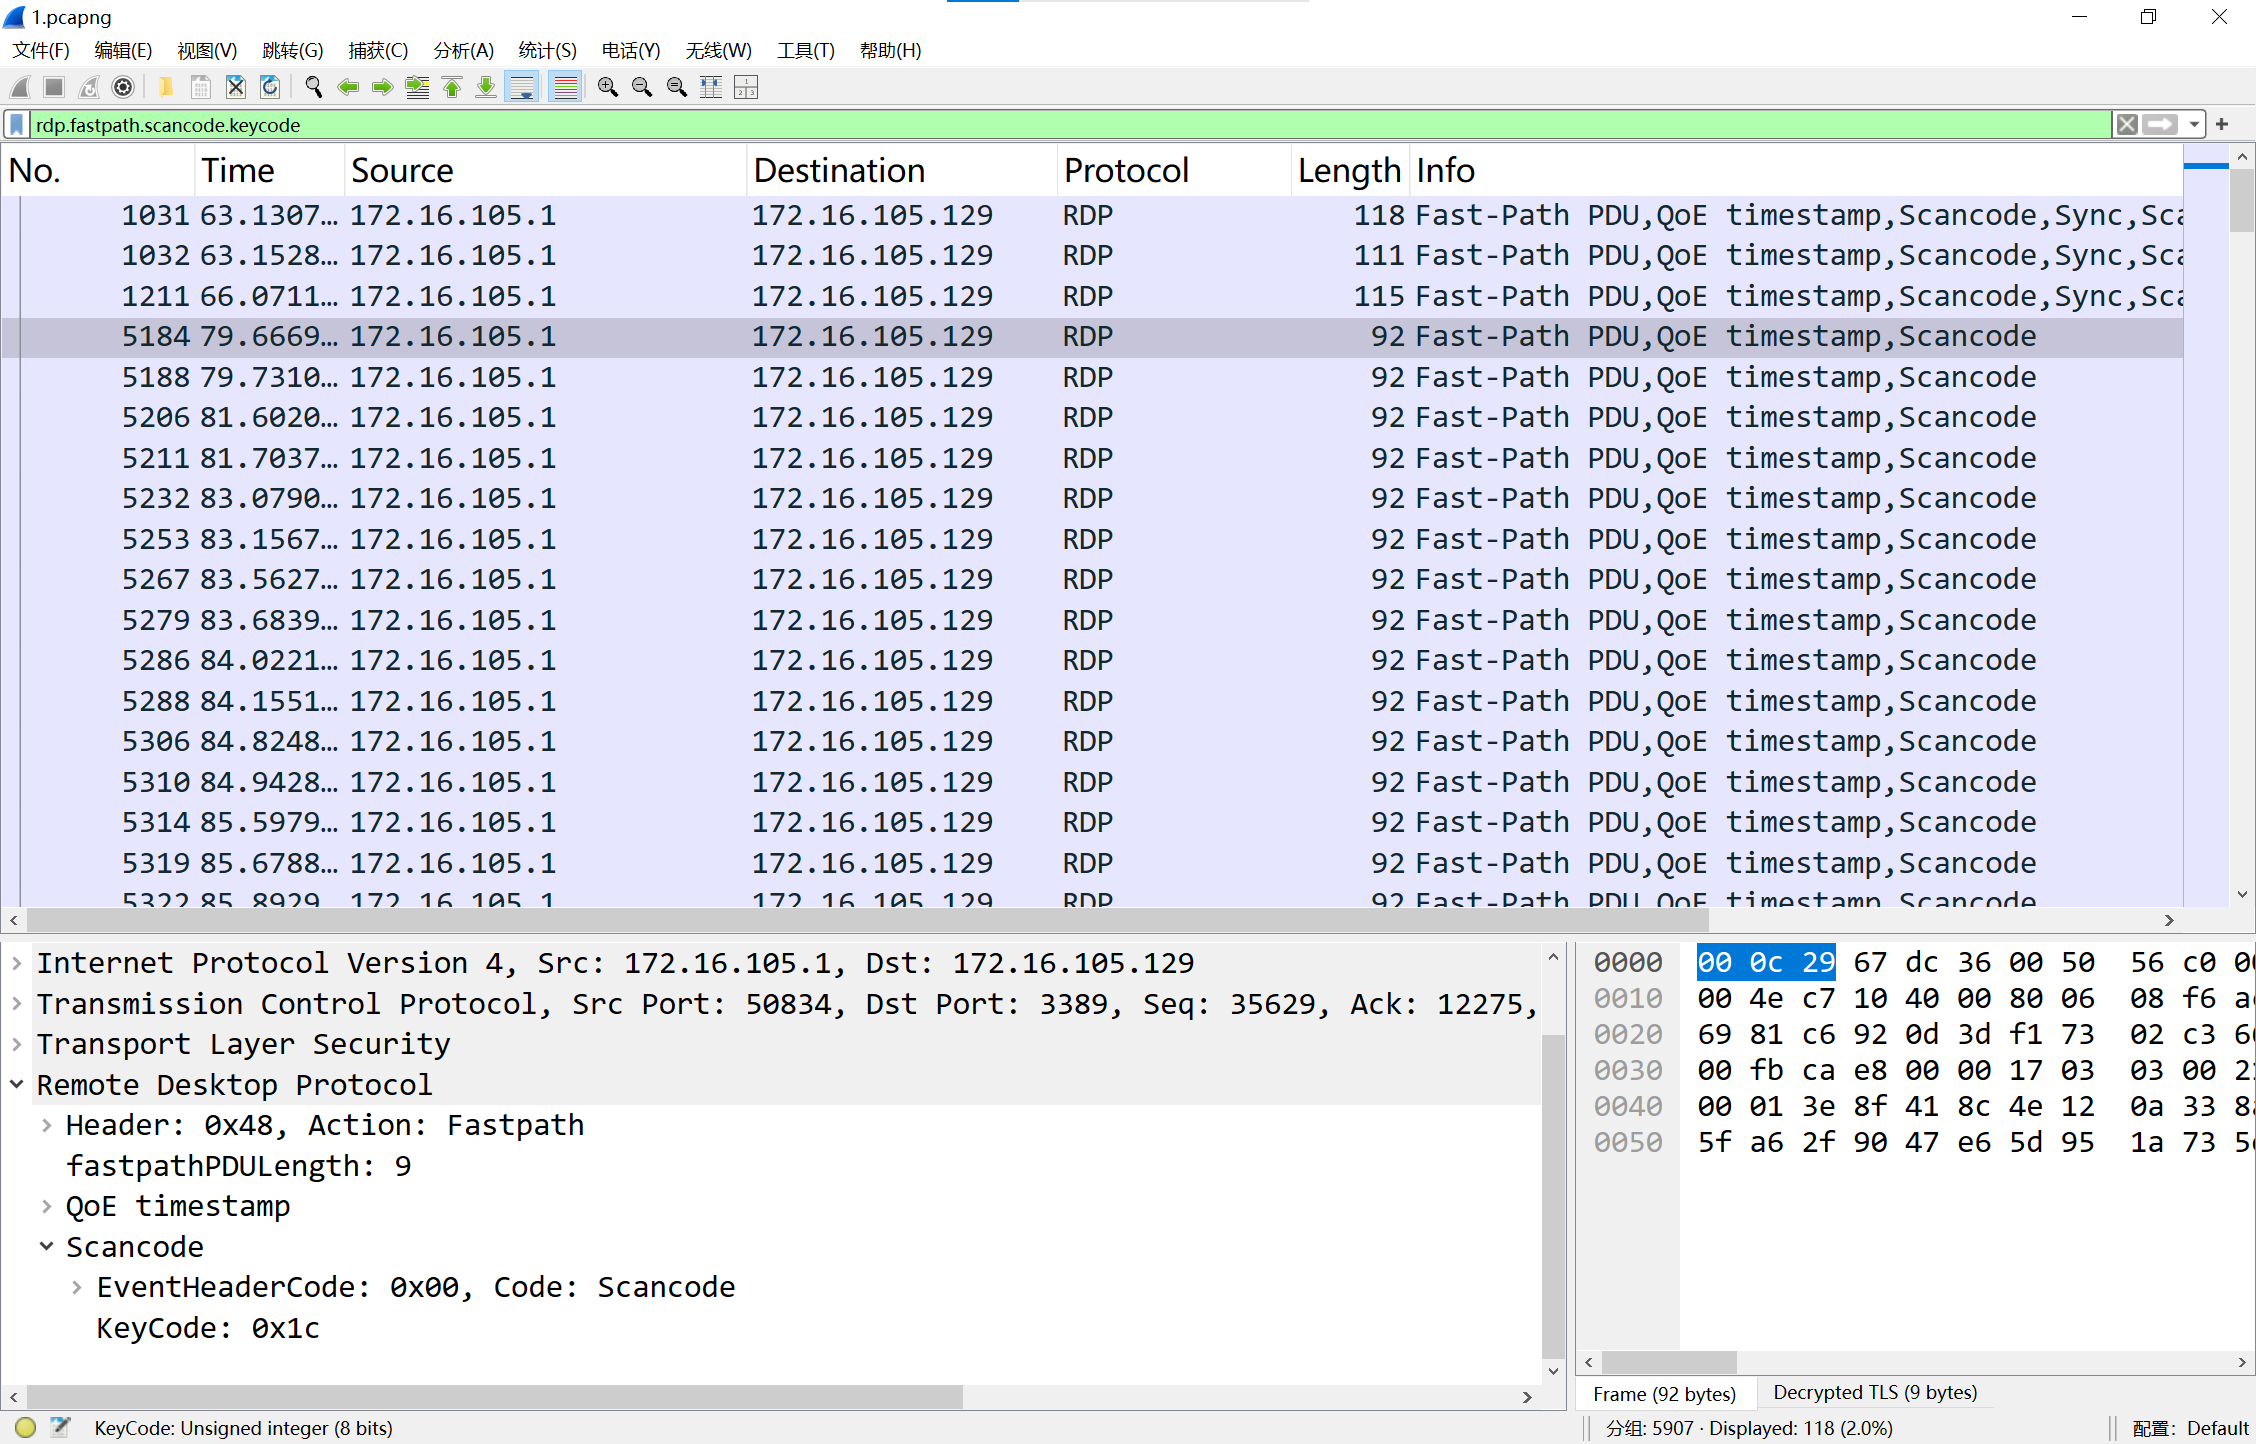 1.pcapng
文件(F) 编辑(E) 视图(V) 跳转(G) 捕获(C) 分析(A) 统计(S) 电话(Y) 无线(W) 工具(T) 帮助(H)
rdp.fastpath.scancode.keycode
No. Time Source Destination Protocol Length Info
1031 63.1307… 172.16.105.1 172.16.105.129 RDP 118 Fast-Path PDU,QoE timestamp,Scancode,Sync,Sca
1032 63.1528… 172.16.105.1 172.16.105.129 RDP 111 Fast-Path PDU,QoE timestamp,Scancode,Sync,Sca
1211 66.0711… 172.16.105.1 172.16.105.129 RDP 115 Fast-Path PDU,QoE timestamp,Scancode,Sync,Sca
5184 79.6669… 172.16.105.1 172.16.105.129 RDP 92 Fast-Path PDU,QoE timestamp,Scancode
5188 79.7310… 172.16.105.1 172.16.105.129 RDP 92 Fast-Path PDU,QoE timestamp,Scancode
5206 81.6020… 172.16.105.1 172.16.105.129 RDP 92 Fast-Path PDU,QoE timestamp,Scancode
5211 81.7037… 172.16.105.1 172.16.105.129 RDP 92 Fast-Path PDU,QoE timestamp,Scancode
5232 83.0790… 172.16.105.1 172.16.105.129 RDP 92 Fast-Path PDU,QoE timestamp,Scancode
5253 83.1567… 172.16.105.1 172.16.105.129 RDP 92 Fast-Path PDU,QoE timestamp,Scancode
5267 83.5627… 172.16.105.1 172.16.105.129 RDP 92 Fast-Path PDU,QoE timestamp,Scancode
5279 83.6839… 172.16.105.1 172.16.105.129 RDP 92 Fast-Path PDU,QoE timestamp,Scancode
5286 84.0221… 172.16.105.1 172.16.105.129 RDP 92 Fast-Path PDU,QoE timestamp,Scancode
5288 84.1551… 172.16.105.1 172.16.105.129 RDP 92 Fast-Path PDU,QoE timestamp,Scancode
5306 84.8248… 172.16.105.1 172.16.105.129 RDP 92 Fast-Path PDU,QoE timestamp,Scancode
5310 84.9428… 172.16.105.1 172.16.105.129 RDP 92 Fast-Path PDU,QoE timestamp,Scancode
5314 85.5979… 172.16.105.1 172.16.105.129 RDP 92 Fast-Path PDU,QoE timestamp,Scancode
5319 85.6788… 172.16.105.1 172.16.105.129 RDP 92 Fast-Path PDU,QoE timestamp,Scancode
5322 85.8929… 172.16.105.1 172.16.105.129 RDP 92 Fast-Path PDU,QoE timestamp,Scancode
Internet Protocol Version 4, Src: 172.16.105.1, Dst: 172.16.105.129
Transmission Control Protocol, Src Port: 50834, Dst Port: 3389, Seq: 35629, Ack: 12275,
Transport Layer Security
Remote Desktop Protocol
Header: 0x48, Action: Fastpath
fastpathPDULength: 9
QoE timestamp
Scancode
EventHeaderCode: 0x00, Code: Scancode
KeyCode: 0x1c
0000 00 0c 29 67 dc 36 00 50 56 c0 00
0010 00 4e c7 10 40 00 80 06 08 f6 ac
0020 69 81 c6 92 0d 3d f1 73 02 c3 
0030 00 fb ca e8 00 00 17 03 03 00 
0040 00 01 3e 8f 41 8c 4e 12 0a 33 
0050 5f a6 2f 90 47 e6 5d 95 1a 73 
Frame (92 bytes) Decrypted TLS (9 bytes)
KeyCode: Unsigned integer (8 bits)
分组: 5907 · Displayed: 118 (2.0%)
配置: Default